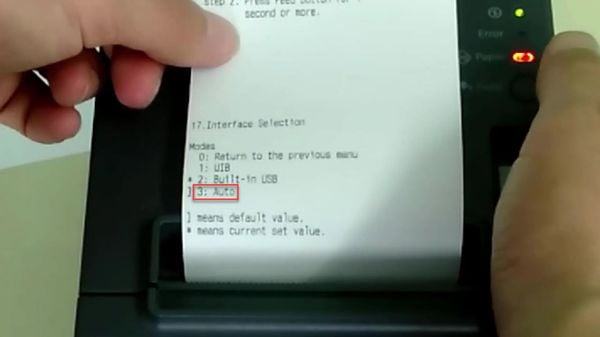 step 2. Press Feed button for 1
second or more.
17.Interface Selection
Modes
0: Return to the previous menu
1: UIB
* 2: Built-in USB
] 3: Auto
] means default value.
* means current set value.
Error
Paper